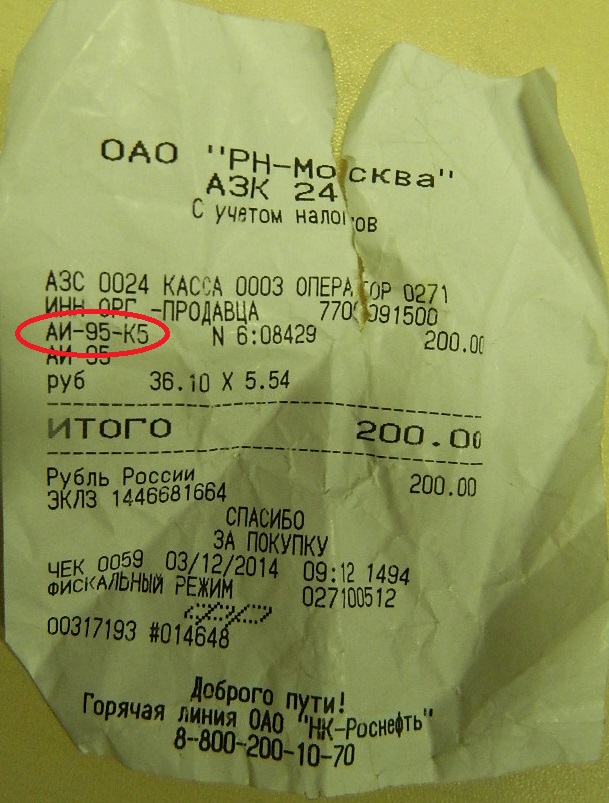 ОАО "РН-Москва"
АЗК 24
С учетом налогов
АЗС 0024 КАССА 0003 ОПЕРАТОР 0271
ИНН ОРГ.-ПРОДАВЦА 770 091500
АИ-95-К5 N 6:08429 200.00
АИ-95
руб 36.10 X 5.54
ИТОГО 200.00
Рубль России 200.00
ЭКЛЗ 1446681664
СПАСИБО
ЗА ПОКУПКУ
ЧЕК 0059 03/12/2014 09:12 1494
ФИСКАЛЬНЫЙ РЕЖИМ 027100512
00317193 #014648
Доброго пути!
Горячая линия ОАО "НК-Роснефть"
8-800-200-10-70